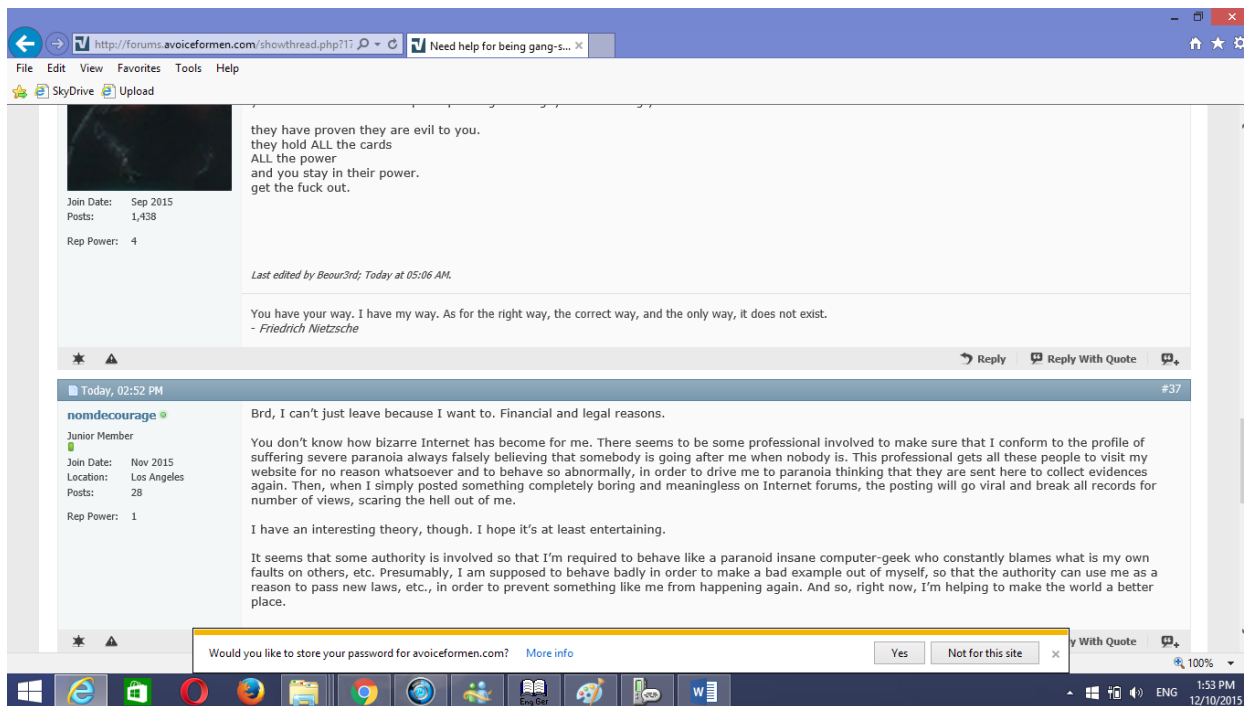 http://forums.avoiceformen.com/showthread.php?1?
Need help for being gang-s...
File Edit View Favorites Tools Help
SkyDrive Upload
they have proven they are evil to you.
they hold ALL the cards
ALL the power
and you stay in their power.
get the fuck out.
Join Date: Sep 2015
Posts: 1,438
Rep Power: 4
Last edited by Beour3rd; Today at 05:06 AM.
You have your way. I have my way. As for the right way, the correct way, and the only way, it does not exist.
- Friedrich Nietzsche
Reply Reply With Quote
Today, 02:52 PM #37
nomdecourage
Junior Member
Join Date: Nov 2015
Location: Los Angeles
Posts: 28
Rep Power: 1
Brd, I can't just leave because I want to. Financial and legal reasons.
You don't know how bizarre Internet has become for me. There seems to be some professional involved to make sure that I conform to the profile of
suffering severe paranoia always falsely believing that somebody is going after me when nobody is. This professional gets all these people to visit my
website for no reason whatsoever and to behave so abnormally, in order to drive me to paranoia thinking that they are sent here to collect evidences
again. Then, when I simply posted something completely boring and meaningless on Internet forums, the posting will go viral and break all records for
number of views, scaring the hell out of me.
I have an interesting theory, though. I hope it's at least entertaining.
It seems that some authority is involved so that I'm required to behave like a paranoid insane computer-geek who constantly blames what is my own
faults on others, etc. Presumably, I am supposed to behave badly in order to make a bad example out of myself, so that the authority can use me as a
reason to pass new laws, etc., in order to prevent something like me from happening again. And so, right now, I'm helping to make the world a better
place.
y With Quote
Would you like to store your password for avoiceformen.com? More info Yes Not for this site
100%
Eng Ger
ENG 1:53 PM
12/10/2015